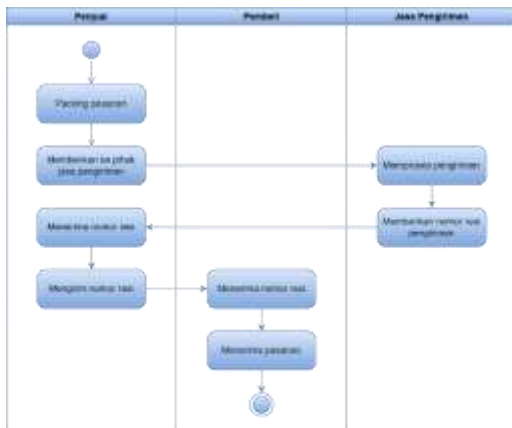 Penjual
Pembeli
Jasa Pengiriman
Packing pesanan
Memberikan ke pihak
jasa pengiriman
Memproses pengiriman
Memberikan nomor resi
pengiriman
Menerima nomor resi
Mengirim nomor resi
Menerima nomor resi
Menerima pesanan